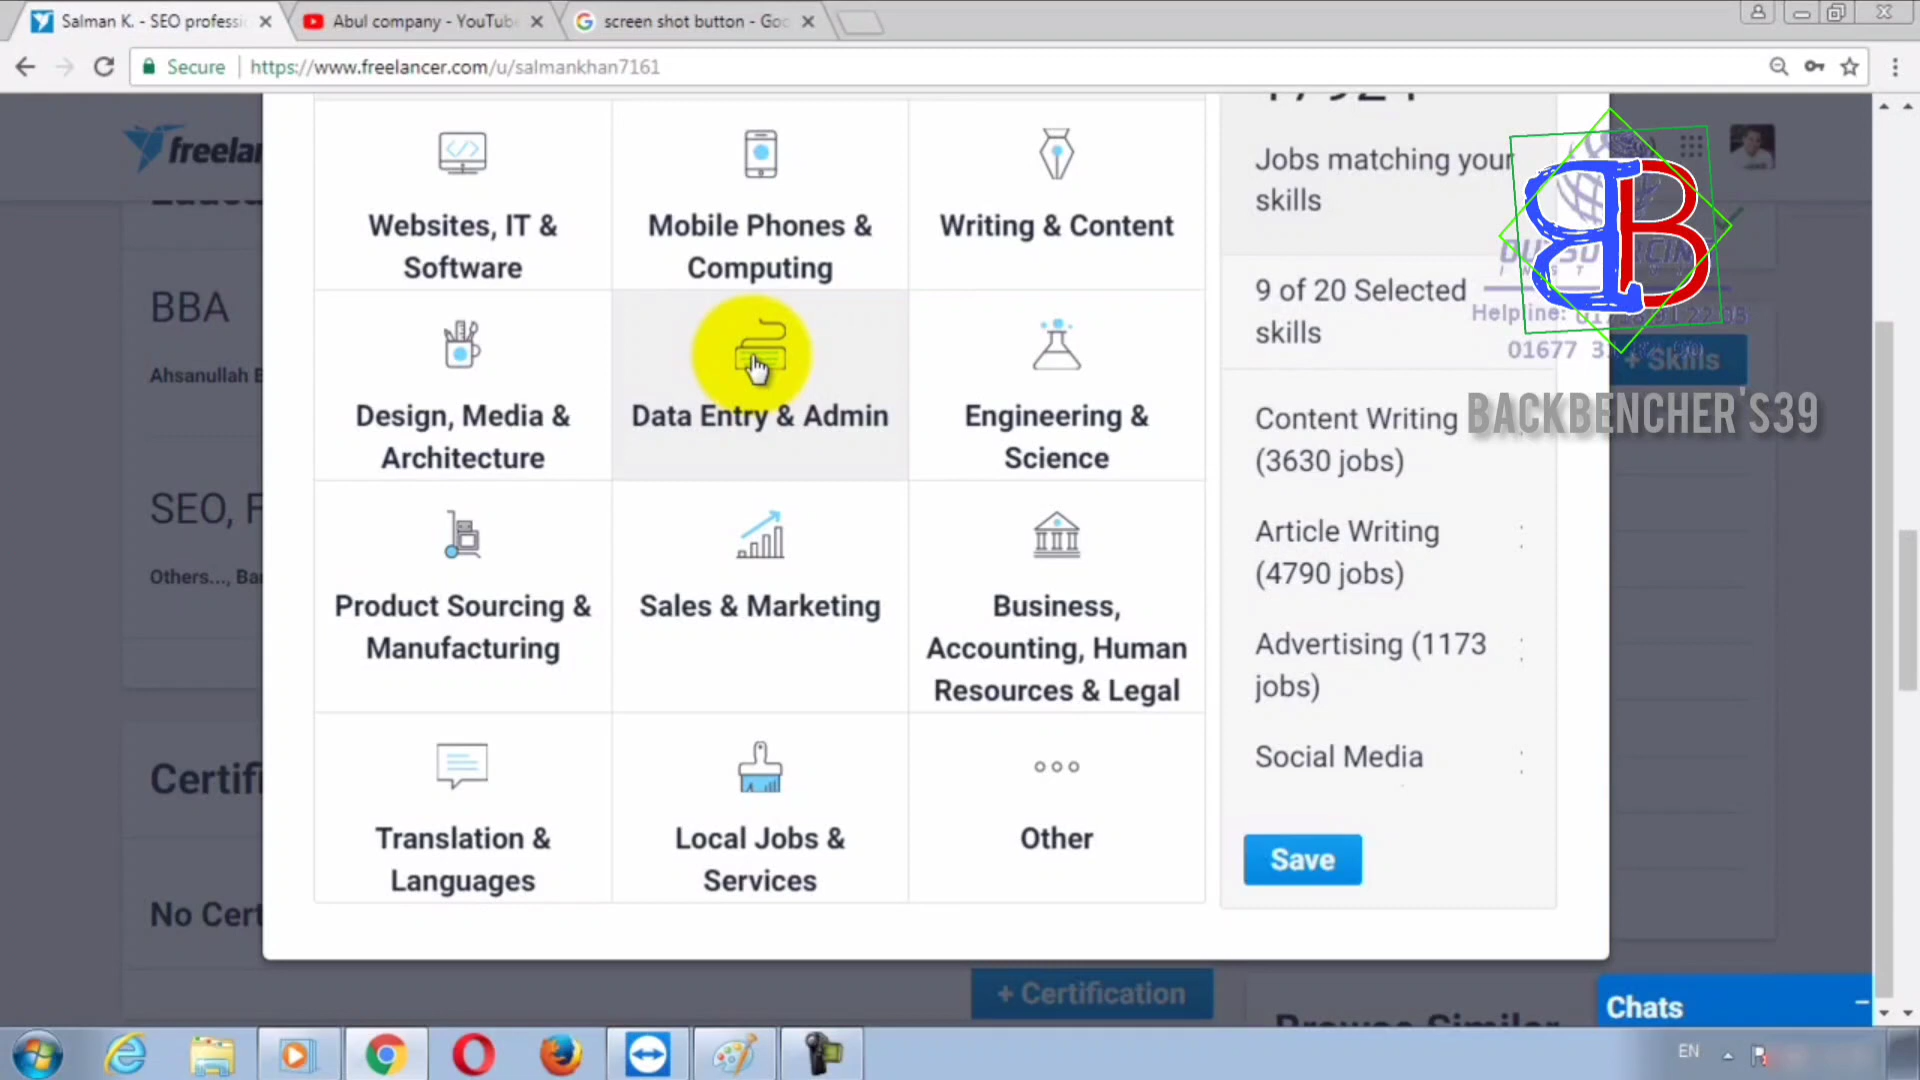 Salman K. - SEO professi
Abul company - YouTube
screen shot button - Goo
Secure
https://www.freelancer.com/u/salmankhan7161
freelan
Jobs matching your
skills
Websites, IT &
Software
Mobile Phones &
Computing
Writing & Content
9 of 20 Selected
skills
Helpline:
01677
+ Skills
BBA
Ahsanullah B
Design, Media &
Architecture
Data Entry & Admin
Engineering &
Science
Content Writing
(3630 jobs)
BACKBENCHER'S39
SEO, F
Others..., Ban
Article Writing
(4790 jobs)
Product Sourcing &
Manufacturing
Sales & Marketing
Business,
Accounting, Human
Resources & Legal
Advertising (1173
jobs)
Social Media
Certifi
No Cert
Translation &
Languages
Local Jobs &
Services
Other
Save
+ Certification
Browse Similar
Chats
EN